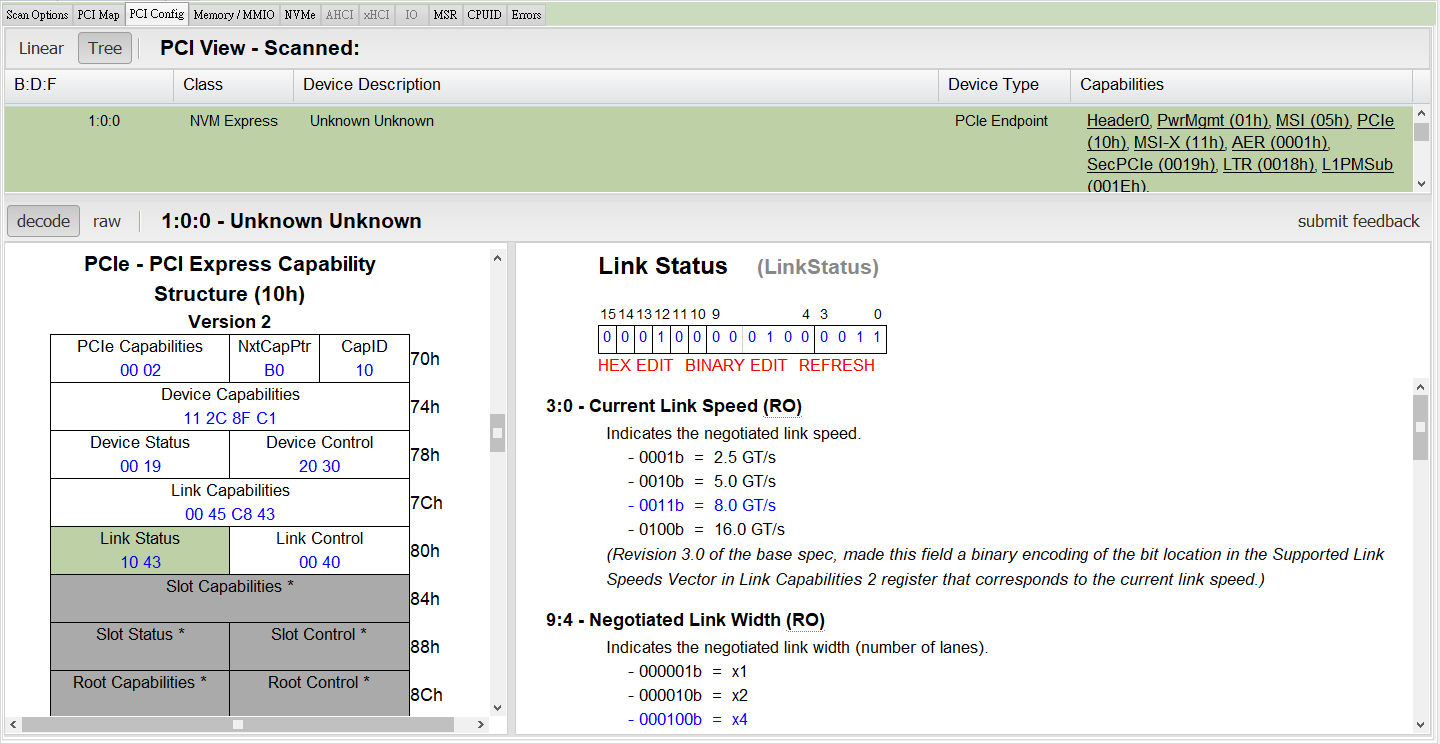 Scan Options PCI Map PCI Config Memory / MMIO NVMe AHCI xHCI IO MSR CPUID Errors
Linear Tree PCI View - Scanned:
B:D:F Class Device Description Device Type Capabilities
1:0:0 NVM Express Unknown Unknown PCIe Endpoint Header0, PwrMgmt (01h), MSI (05h), PCIe
(10h), MSI-X (11h), AER (0001h),
SecPCIe (0019h), LTR (0018h), L1PMSub
(001Eh),
decode raw 1:0:0 - Unknown Unknown submit feedback
PCIe - PCI Express Capability
Structure (10h)
Version 2
PCIe Capabilities NxtCapPtr CapID
00 02 B0 10 70h
Device Capabilities
11 2C 8F C1 74h
Device Status Device Control
00 19 20 30 78h
Link Capabilities
00 45 C8 43 7Ch
Link Status Link Control
10 43 00 40 80h
Slot Capabilities *
84h
Slot Status * Slot Control *
88h
Root Capabilities * Root Control *
8Ch
Link Status (LinkStatus)
15 14 13 12 11 10 9 4 3 0
0 0 0 1 0 0 0 0 0 1 0 0 0 0 1 1
HEX EDIT BINARY EDIT REFRESH
3:0 - Current Link Speed (RO)
Indicates the negotiated link speed.
- 0001b = 2.5 GT/s
- 0010b = 5.0 GT/s
- 0011b = 8.0 GT/s
- 0100b = 16.0 GT/s
(Revision 3.0 of the base spec, made this field a binary encoding of the bit location in the Supported Link
Speeds Vector in Link Capabilities 2 register that corresponds to the current link speed.)
9:4 - Negotiated Link Width (RO)
Indicates the negotiated link width (number of lanes).
- 000001b = x1
- 000010b = x2
- 000100b = x4